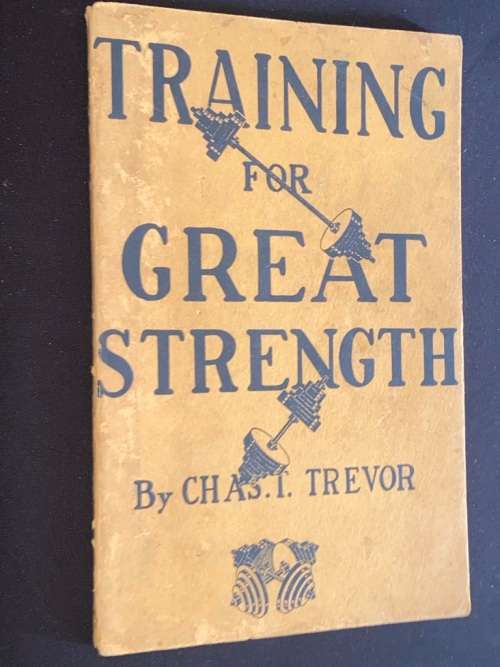 TRAINING
FOR
GREAT
STRENGTH
By CHAS. T. TREVOR